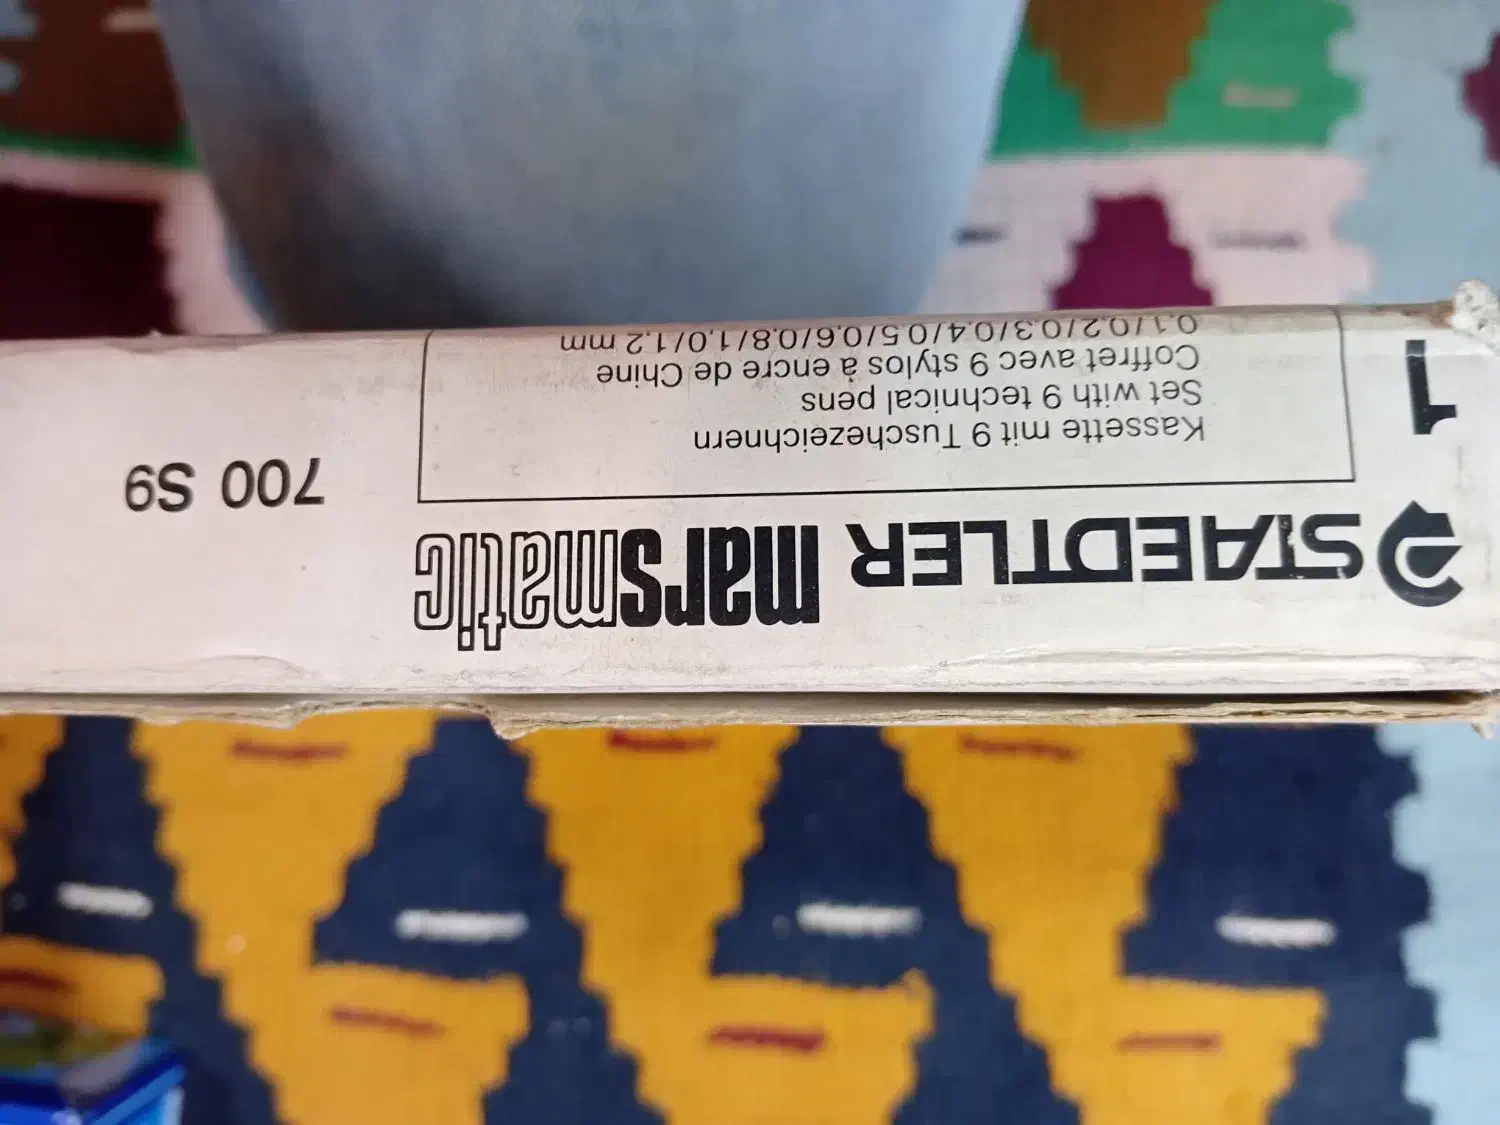 STAEDTLER marsmatic
700 S9
Kassette mit 9 Tuschezeichnern
Set with 9 technical pens
Coffret avec 9 stylos à encre de Chine
0.1/0.2/0.3/0.4/0.5/0.6/0.8/1.0/1.2 mm
1